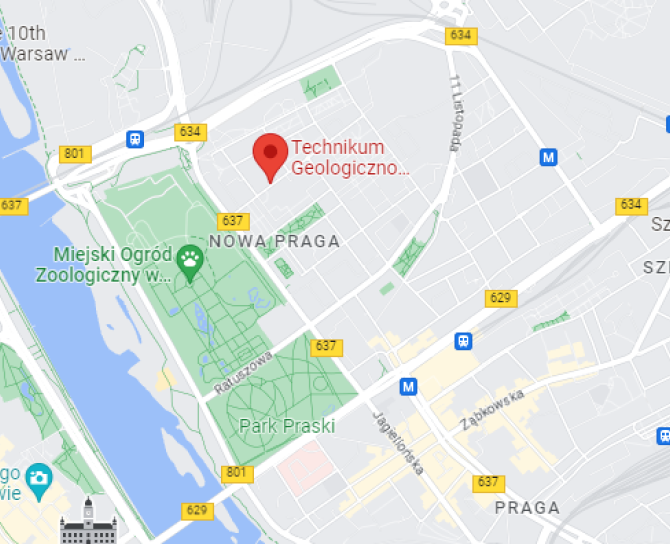 e 10th
Warsaw ...
634
11 Listopada
634
801
Technikum
Geologiczno...
M
637
637
634
NOWA PRAGA
Sz
Miejski Ogród
Zoologiczny w...
SZ
629
637
Ratuszowa
M
Ząbkowska
Park Praski
Jagiellońska
801
go
wie
637
629
PRAGA